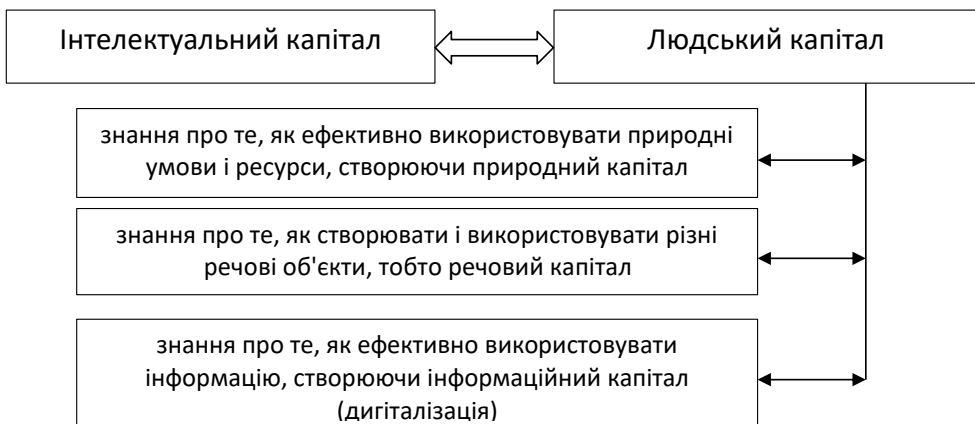 Інтелектуальний капітал
Людський капітал
знання про те, як ефективно використовувати природні
умови і ресурси, створюючи природний капітал
знання про те, як створювати і використовувати різні
речові об'єкти, тобто речовий капітал
знання про те, як ефективно використовувати
інформацію, створюючи інформаційний капітал
(дигіталізація)